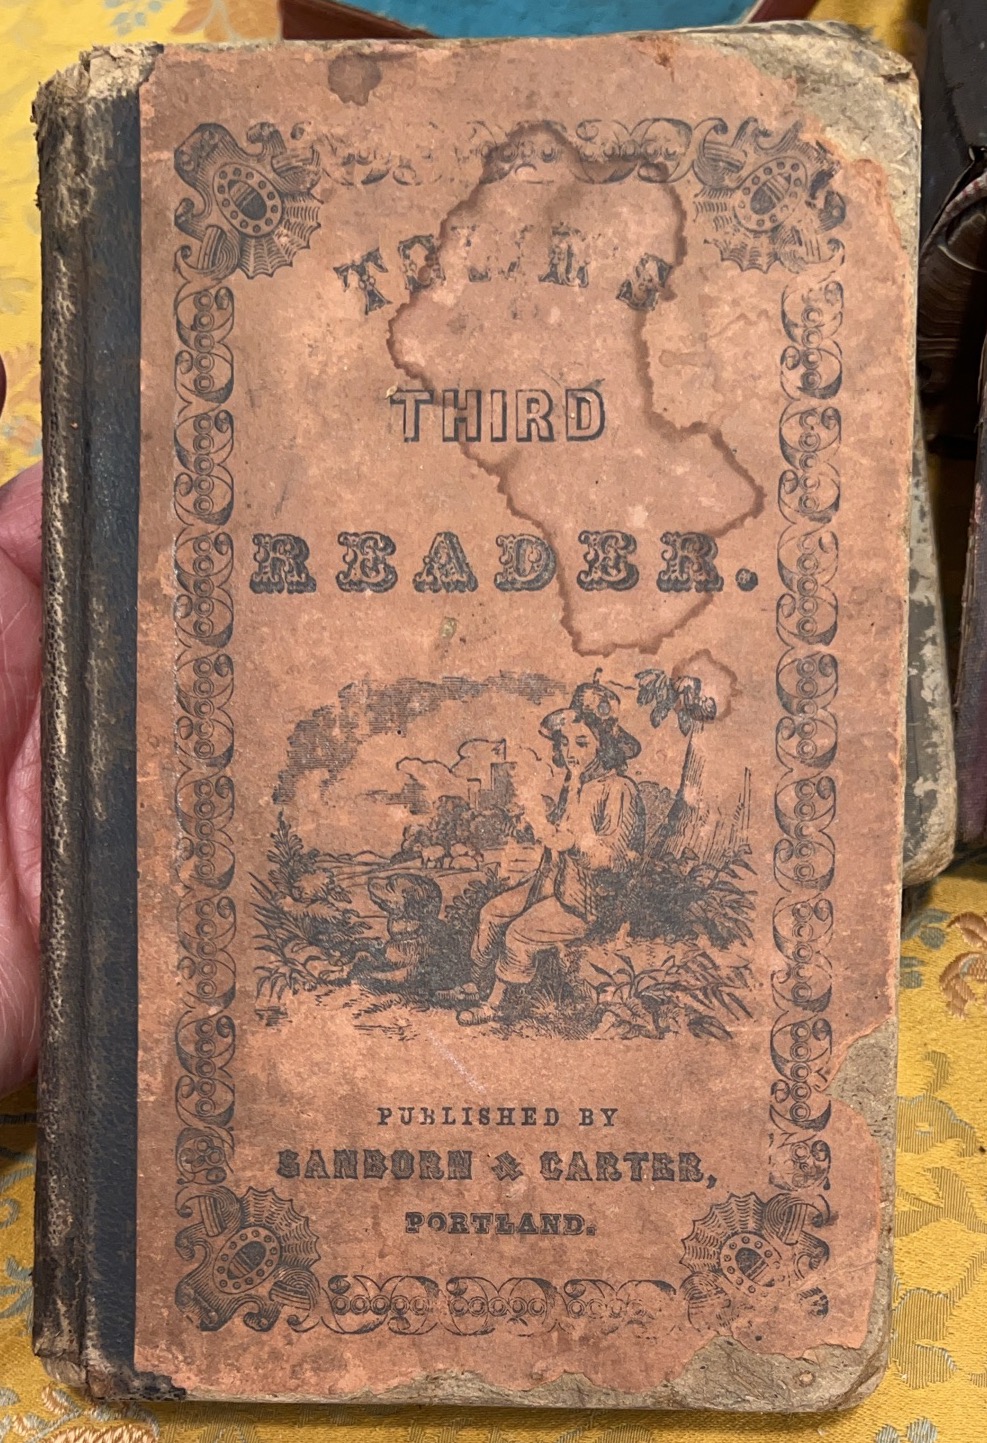 THIRD
READER.
PUBLISHED BY
SANBORN & CARTER,
PORTLAND.